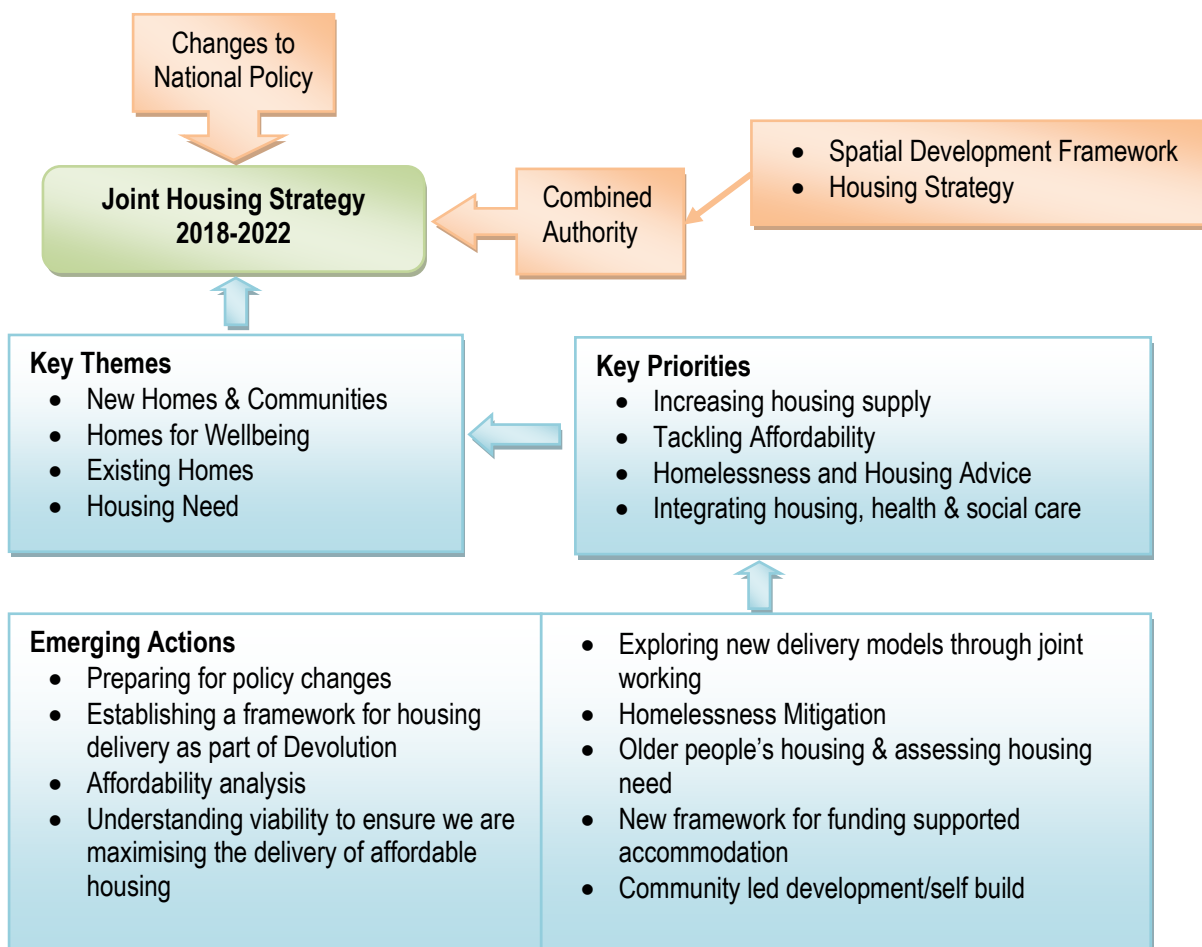 Changes to
National Policy
Joint Housing Strategy
2018-2022
Combined
Authority
• Spatial Development Framework
• Housing Strategy
Key Themes
• New Homes & Communities
• Homes for Wellbeing
• Existing Homes
• Housing Need
Key Priorities
• Increasing housing supply
• Tackling Affordability
• Homelessness and Housing Advice
• Integrating housing, health & social care
Emerging Actions
• Preparing for policy changes
• Establishing a framework for housing
delivery as part of Devolution
• Affordability analysis
• Understanding viability to ensure we are
maximising the delivery of affordable
housing
• Exploring new delivery models through joint
working
• Homelessness Mitigation
• Older people's housing & assessing housing
need
• New framework for funding supported
accommodation
• Community led development/self build